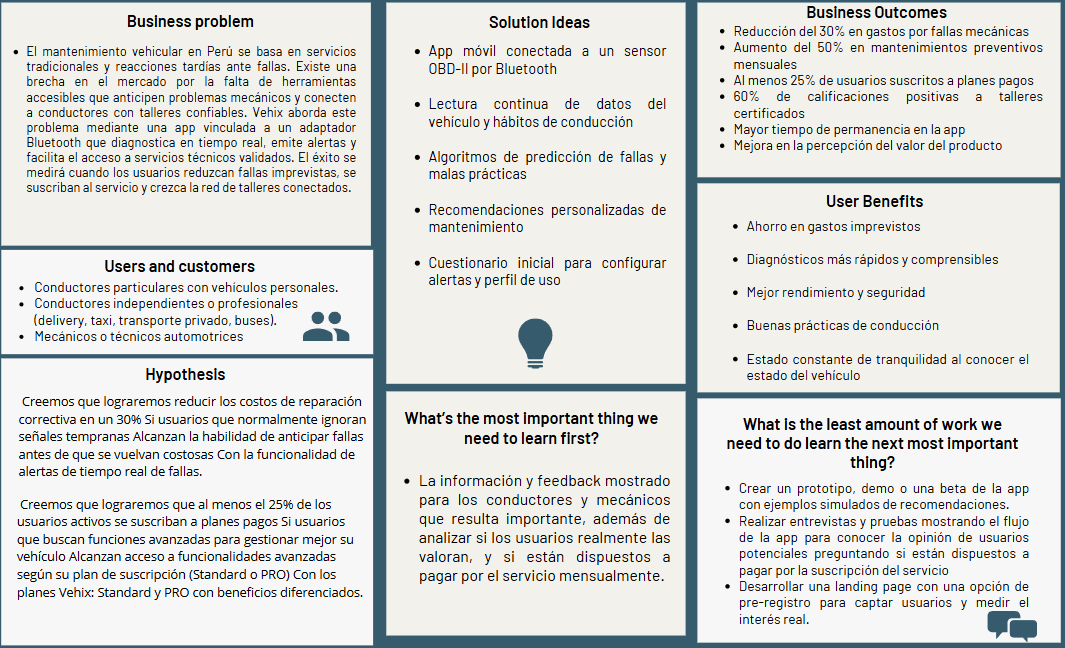 Business problem
El mantenimiento vehicular en Perú se basa en servicios
tradicionales y reacciones tardías ante fallas. Existe una
brecha en el mercado por la falta de herramientas
accesibles que anticipen problemas mecánicos y conecten
a conductores con talleres confiables. Vehix aborda este
problema mediante una app vinculada a un adaptador
Bluetooth que diagnostica en tiempo real, emite alertas y
facilita el acceso a servicios técnicos validados. El éxito se
medirá cuando los usuarios reduzcan fallas imprevistas, se
suscriban al servicio y crezca la red de talleres conectados.
Users and customers
Conductores particulares con vehículos personales.
Conductores independientes o profesionales
(delivery, taxi, transporte privado, buses).
Mecánicos o técnicos automotrices
Hypothesis
Creemos que lograremos reducir los costos de reparación
correctiva en un 30% Si usuarios que normalmente ignoran
señales tempranas Alcanzan la habilidad de anticipar fallas
antes de que se vuelvan costosas Con la funcionalidad de
alertas de tiempo real de fallas.
Creemos que lograremos que al menos el 25% de los
usuarios activos se suscriban a planes pagos Si usuarios
que buscan funciones avanzadas para gestionar mejor su
vehículo Alcanzan acceso a funcionalidades avanzadas
según su plan de suscripción (Standard o PRO) Con los
planes Vehix: Standard y PRO con beneficios diferenciados.
Solution Ideas
App móvil conectada a un sensor
OBD-II por Bluetooth
Lectura continua de datos del
vehículo y hábitos de conducción
Algoritmos de predicción de fallas y
malas prácticas
Recomendaciones personalizadas de
mantenimiento
Cuestionario inicial para configurar
alertas y perfil de uso
What's the most important thing we
need to learn first?
La información y feedback mostrado
para los conductores y mecánicos
que resulta importante, además de
analizar si los usuarios realmente las
valoran, y si están dispuestos a
pagar por el servicio mensualmente.
Business Outcomes
Reducción del 30% en gastos por fallas mecánicas
Aumento del 50% en mantenimientos preventivos
mensuales
Al menos 25% de usuarios suscritos a planes pagos
60% de calificaciones positivas a talleres
certificados
Mayor tiempo de permanencia en la app
Mejora en la percepción del valor del producto
User Benefits
Ahorro en gastos imprevistos
Diagnósticos más rápidos y comprensibles
Mejor rendimiento y seguridad
Buenas prácticas de conducción
Estado constante de tranquilidad al conocer el
estado del vehículo
What is the least amount of work we
need to do learn the next most important
thing?
Crear un prototipo, demo o una beta de la app
con ejemplos simulados de recomendaciones.
Realizar entrevistas y pruebas mostrando el flujo
de la app para conocer la opinión de usuarios
potenciales preguntando si están dispuestos a
pagar por la suscripción del servicio
Desarrollar una landing page con una opción de
pre-registro para captar usuarios y medir el
interés real.